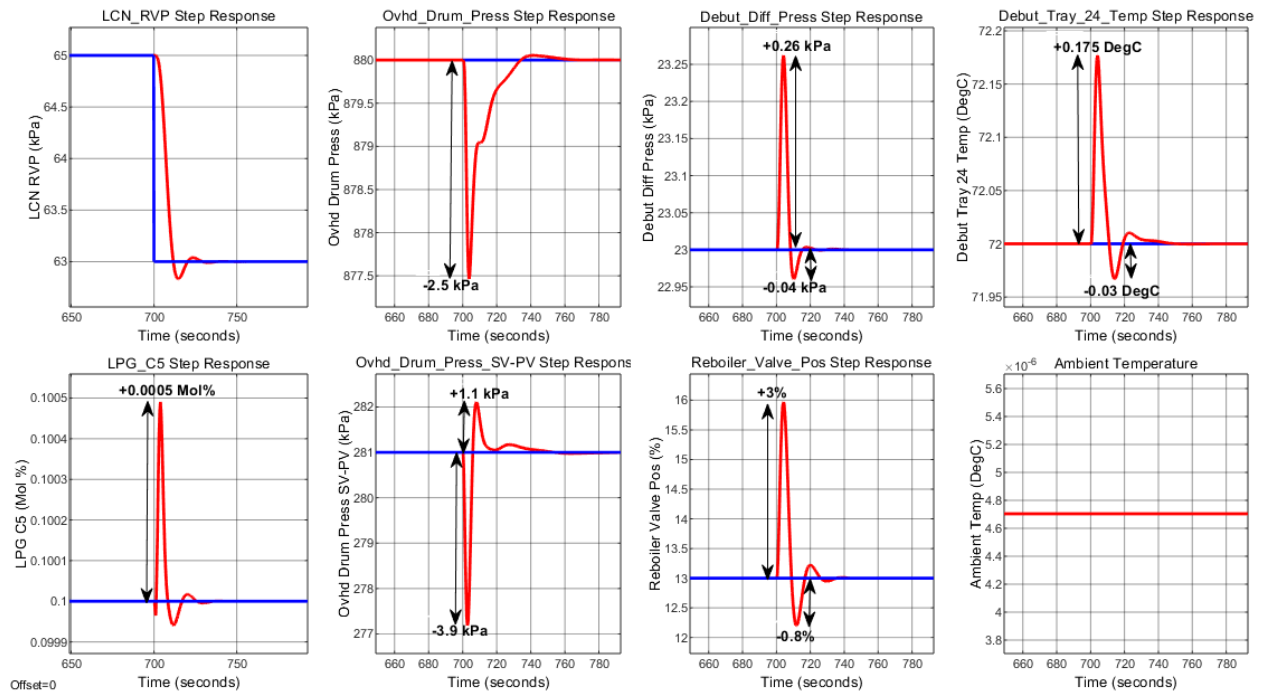 LCN_RVP Step Response
65
64.5
64
63.5
63
LCN RVP (kPa)
650
700
750
Time (seconds)
Ovhd_Drum_Press Step Response
880
879.5
879
878.5
878
877.5
Ovhd Drum Press (kPa)
-2.5 kPa
660 680 700 720 740 760 780
Time (seconds)
Debut_Diff_Press Step Response
+0.26 kPa
23.25
23.2
23.15
23.1
23.05
23
22.95
Debut Diff Press (kPa)
-0.04 kPa
660 680 700 720 740 760 780
Time (seconds)
Debut_Tray_24_Temp Step Response
72.2
+0.175 DegC
72.15
72.1
72.05
72
71.95
Debut Tray 24 Temp (DegC)
-0.03 DegC
660 680 700 720 740 760 780
Time (seconds)
LPG_C5 Step Response
+0.0005 Mol%
0.1005
0.1004
0.1003
0.1002
0.1001
0.1
0.0999
LPG C5 (Mol %)
650 700 750
Time (seconds)
Offset=0
Ovhd_Drum_Press_SV-PV Step Respons
+1.1 kPa
282
281
280
279
278
277
Ovhd Drum Press SV-PV (kPa)
-3.9 kPa
660 680 700 720 740 760 780
Time (seconds)
Reboiler_Valve_Pos Step Response
+3%
16
15.5
15
14.5
14
13.5
13
12.5
12
Reboiler Valve Pos (%)
-0.8%
660 680 700 720 740 760 780
Time (seconds)
Ambient Temperature
× 10⁻⁶
5.6
5.4
5.2
5
4.8
4.6
4.4
4.2
4
3.8
Ambient Temp (DegC)
660 680 700 720 740 760 780
Time (seconds)